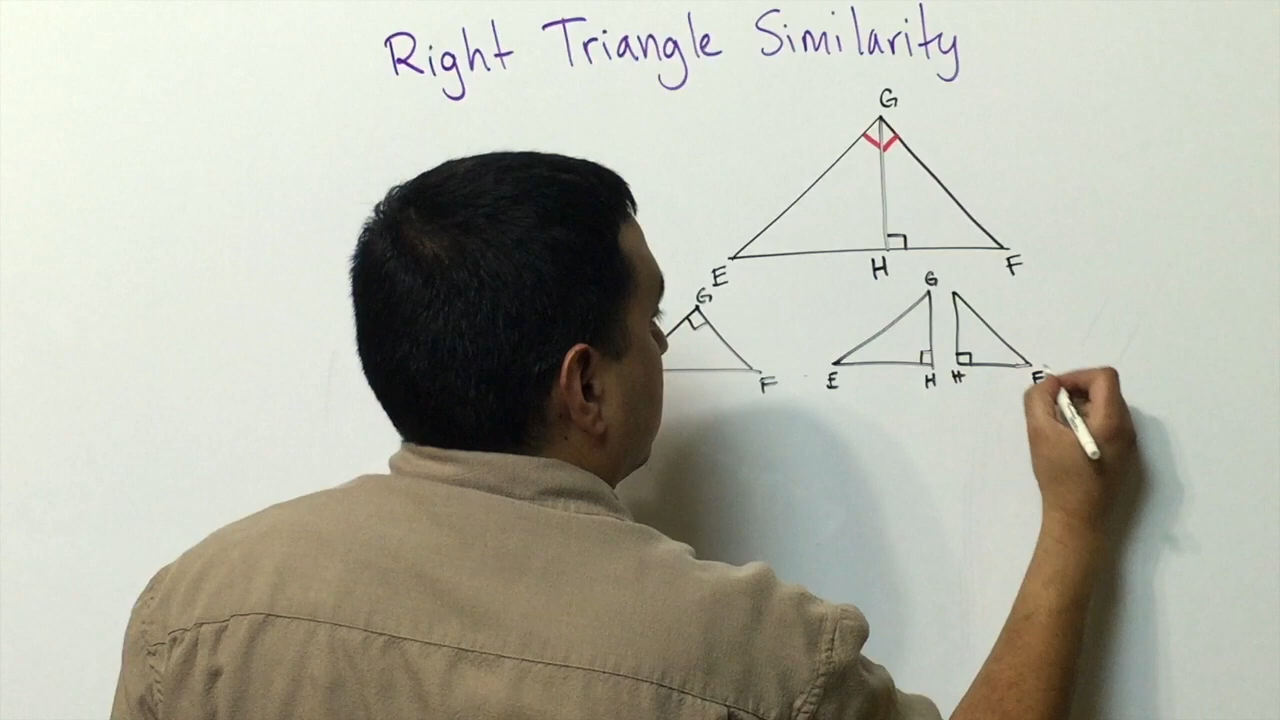 Right Triangle Similarity
G
E H F
G
F
G
E H
H F